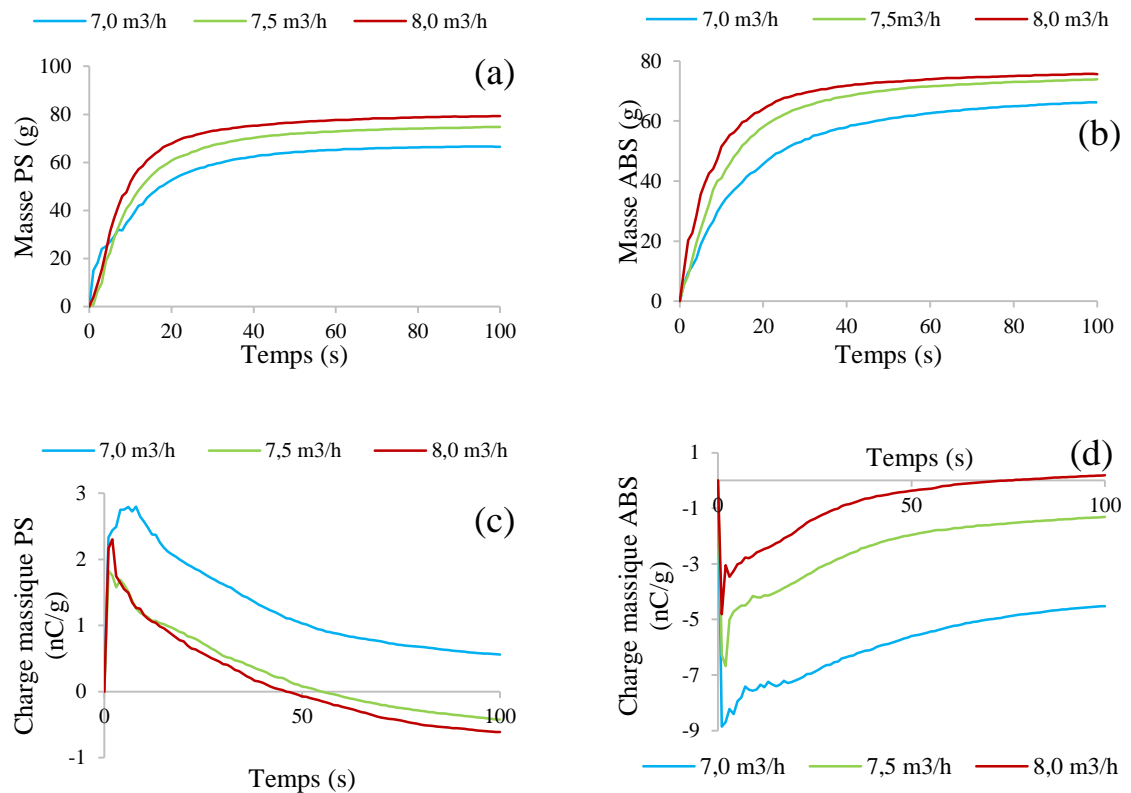 7,0 m3/h 7,5 m3/h 8,0 m3/h
(a)
Masse PS (g)
100
80
60
40
20
0
0 20 40 60 80 100
Temps (s)
7,0 m3/h 7,5m3/h 8,0 m3/h
(b)
Masse ABS (g)
80
60
40
20
0
0 20 40 60 80 100
Temps (s)
7,0 m3/h 7,5 m3/h 8,0 m3/h
(c)
Charge massique PS
(nC/g)
3
2
1
0
-1
0 50 100
Temps (s)
Temps (s)
(d)
Charge massique ABS
(nC/g)
1
-1
-3
-5
-7
-9
0 50 100
7,0 m3/h 7,5 m3/h 8,0 m3/h